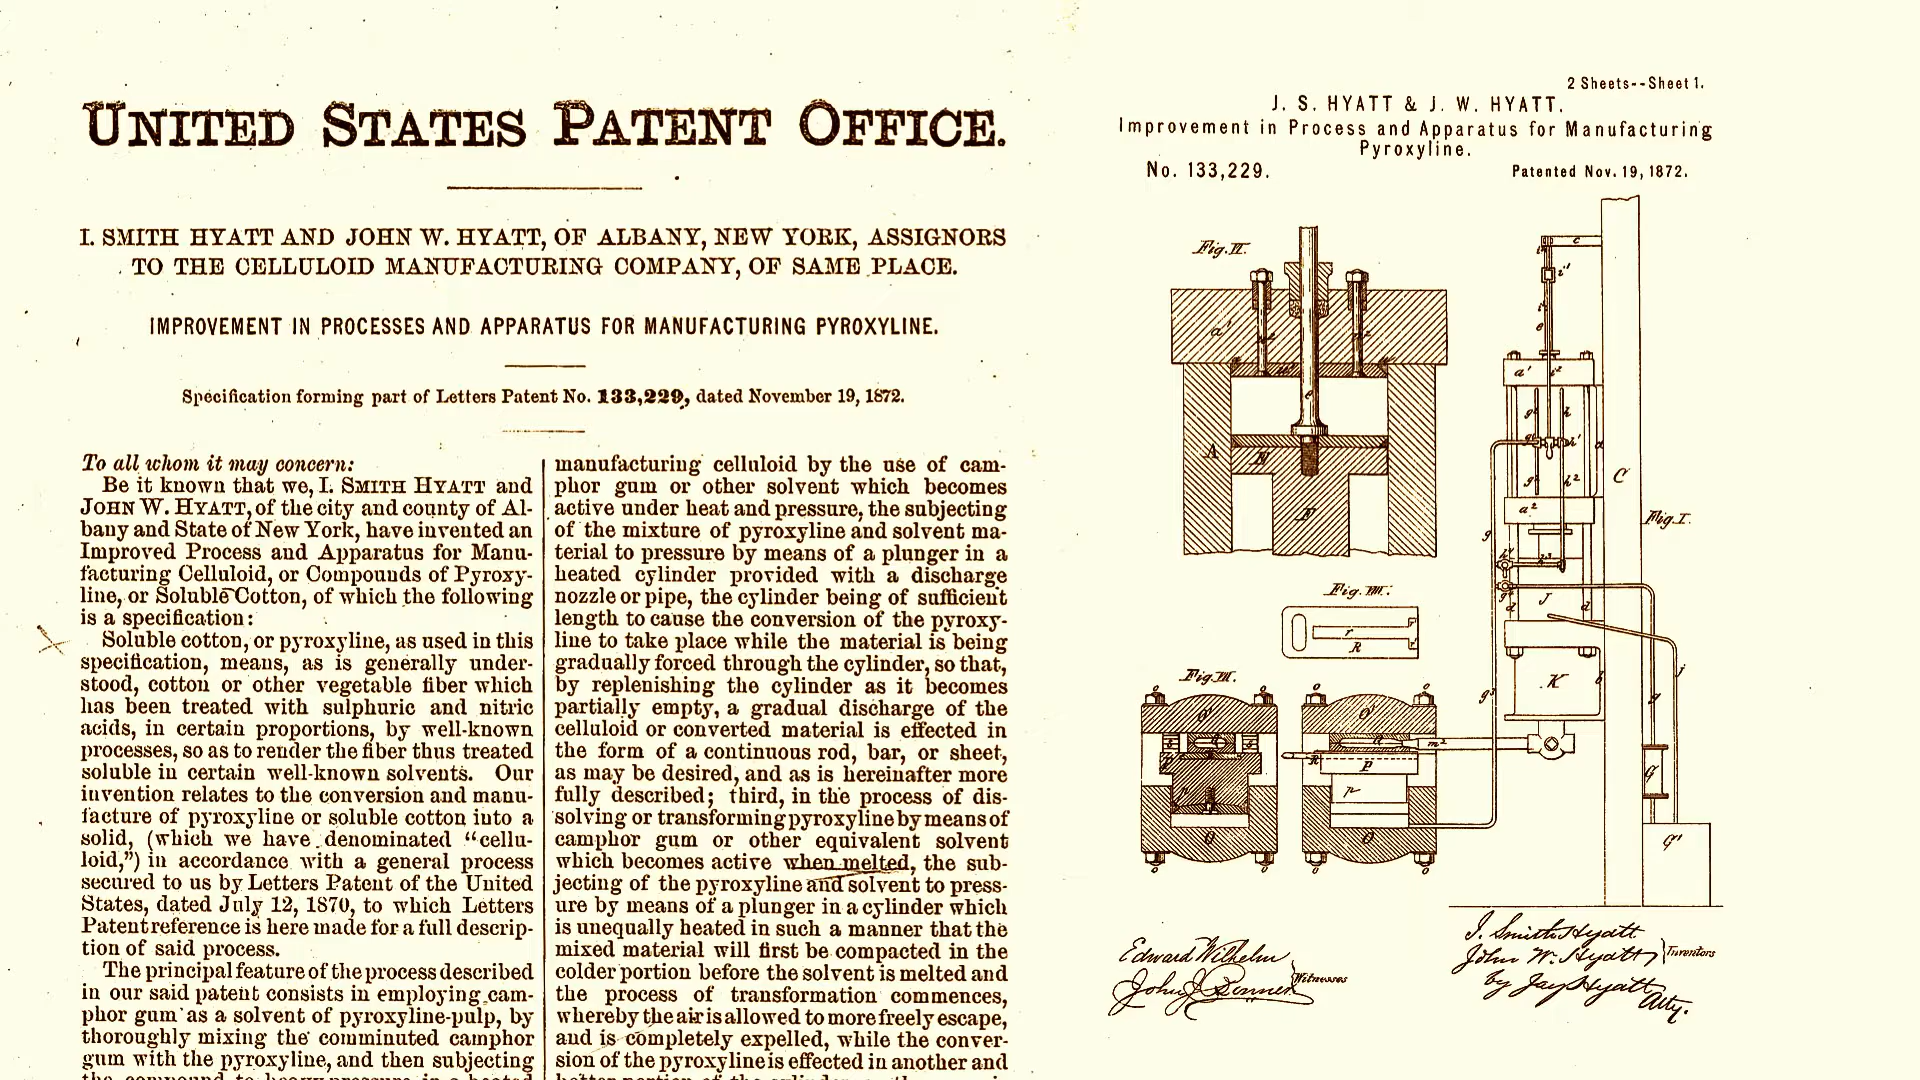 UNITED STATES PATENT OFFICE.
I. SMITH HYATT AND JOHN W. HYATT, OF ALBANY, NEW YORK, ASSIGNORS
TO THE CELLULOID MANUFACTURING COMPANY, OF SAME PLACE.
IMPROVEMENT IN PROCESSES AND APPARATUS FOR MANUFACTURING PYROXYLINE.
Specification forming part of Letters Patent No. 133,229, dated November 19, 1872.
To all whom it may concern:
Be it known that we, I. SMITH HYATT and
JOHN W. HYATT, of the city and county of Al-
bany and State of New York, have invented an
Improved Process and Apparatus for Manu-
facturing Celluloid, or Compounds of Pyroxy-
line, or Soluble Cotton, of which the following
is a specification:
Soluble cotton, or pyroxyline, as used in this
specification, means, as is generally under-
stood, cotton or other vegetable fiber which
has been treated with sulphuric and nitric
acids, in certain proportions, by well-known
processes, so as to render the fiber thus treated
soluble in certain well-known solvents. Our
invention relates to the conversion and manu-
facture of pyroxyline or soluble cotton into a
solid, (which we have denominated "cellu-
loid,") in accordance with a general process
secured to us by Letters Patent of the United
States, dated July 12, 1870, to which Letters
Patent reference is here made for a full descrip-
tion of said process.
The principal feature of the process described
in our said patent consists in employing cam-
phor gum as a solvent of pyroxyline-pulp, by
thoroughly mixing the comminuted camphor
gum with the pyroxyline, and then subjecting
manufacturing celluloid by the use of cam-
phor gum or other solvent which becomes
active under heat and pressure, the subjecting
of the mixture of pyroxyline and solvent ma-
terial to pressure by means of a plunger in a
heated cylinder provided with a discharge
nozzle or pipe, the cylinder being of sufficient
length to cause the conversion of the pyroxy-
line to take place while the material is being
gradually forced through the cylinder, so that,
by replenishing the cylinder as it becomes
partially empty, a gradual discharge of the
celluloid or converted material is effected in
the form of a continuous rod, bar, or sheet,
as may be desired, and as is hereinafter more
fully described; third, in the process of dis-
solving or transforming pyroxyline by means of
camphor gum or other equivalent solvent
which becomes active when melted, the sub-
jecting of the pyroxyline and solvent to press-
ure by means of a plunger in a cylinder which
is unequally heated in such a manner that the
mixed material will first be compacted in the
colder portion before the solvent is melted and
the process of transformation commences,
whereby the air is allowed to more freely escape,
and is completely expelled, while the conver-
sion of the pyroxyline is effected in another and
2 Sheets--Sheet 1.
J. S. HYATT & J. W. HYATT.
Improvement in Process and Apparatus for Manufacturing
Pyroxyline.
No. 133,229.
Patented Nov. 19, 1872.
Fig. II.
Fig. I.
Fig. IIII.
Fig. III.
A
C
F
J
K
G
G'
R
r
P
p
O'
O'
O
a'
a'
a²
Edward Wilhelm
John J. Bonner
Witnesses
I. Smith Hyatt
John W. Hyatt
Inventors
by Jay Hyatt
Atty.